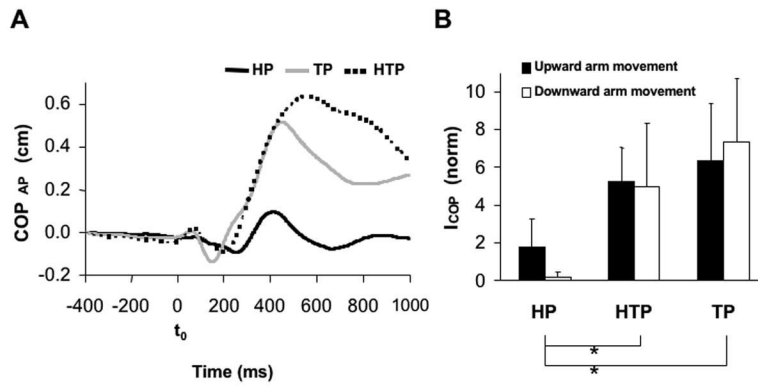 A
HP TP HTP
COP AP (cm)
0.6
0.4
0.2
0.0
-0.2
-400 -200 0 200 400 600 800 1000
t0
Time (ms)
B
Upward arm movement
Downward arm movement
ICOP (norm)
10
8
6
4
2
0
HP HTP TP
*
*